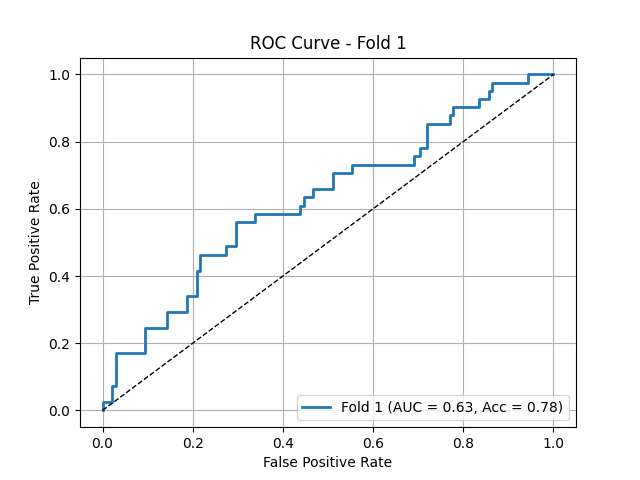 ROC Curve - Fold 1
1.0
0.8
0.6
0.4
0.2
0.0
True Positive Rate
Fold 1 (AUC = 0.63, Acc = 0.78)
0.0 0.2 0.4 0.6 0.8 1.0
False Positive Rate